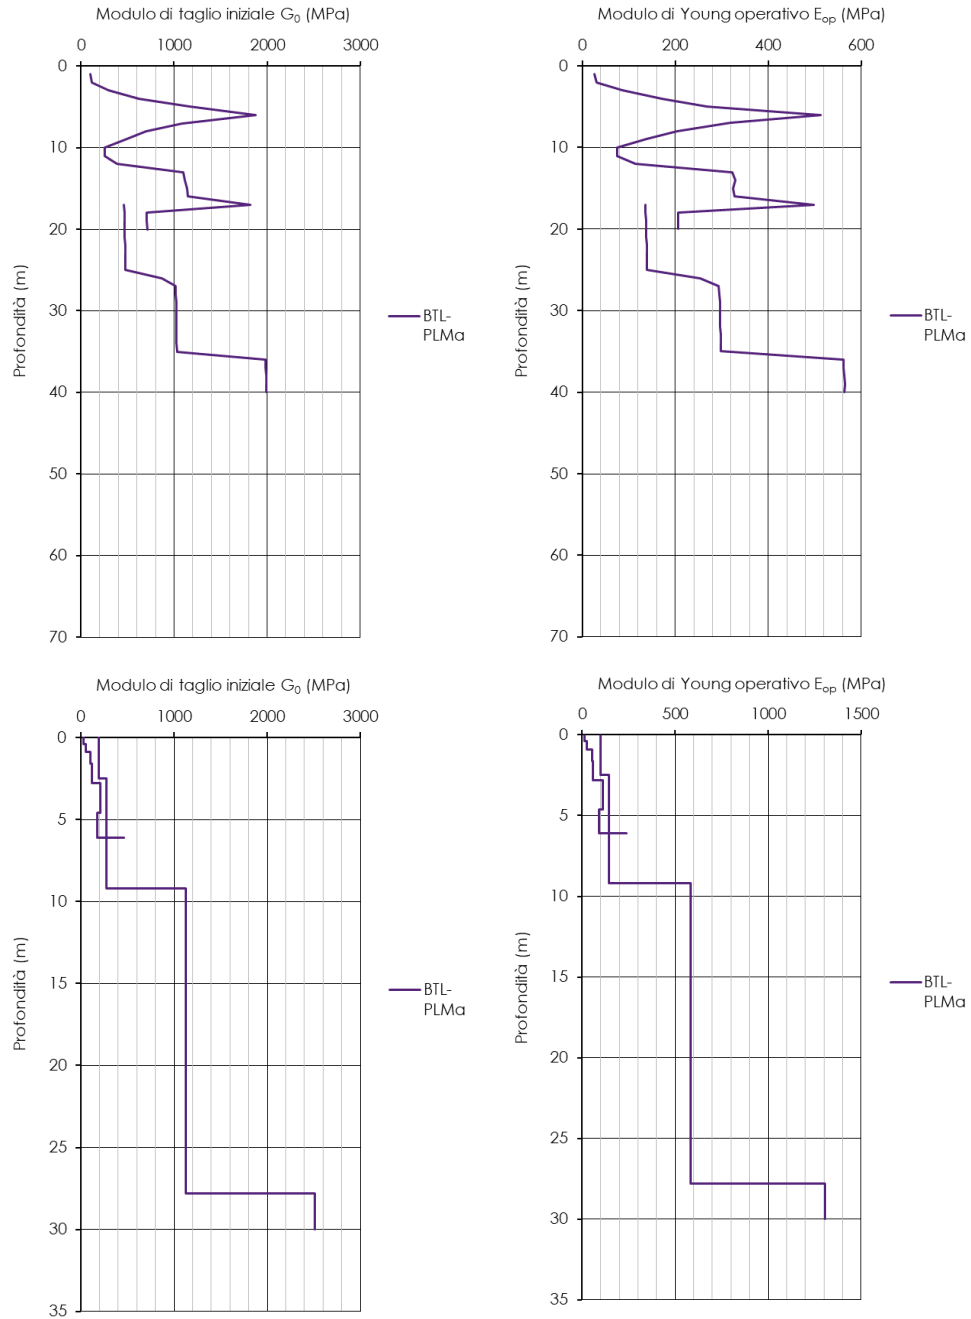 Modulo di taglio iniziale G₀ (MPa)
0 1000 2000 3000
0
10
20
30
40
50
60
70
Profondità (m)
BTL-
PLMa
Modulo di Young operativo Eₒₚ (MPa)
0 200 400 600
0
10
20
30
40
50
60
70
Profondità (m)
BTL-
PLMa
Modulo di taglio iniziale G₀ (MPa)
0 1000 2000 3000
0
5
10
15
20
25
30
35
Profondità (m)
BTL-
PLMa
Modulo di Young operativo Eₒₚ (MPa)
0 500 1000 1500
0
5
10
15
20
25
30
35
Profondità (m)
BTL-
PLMa